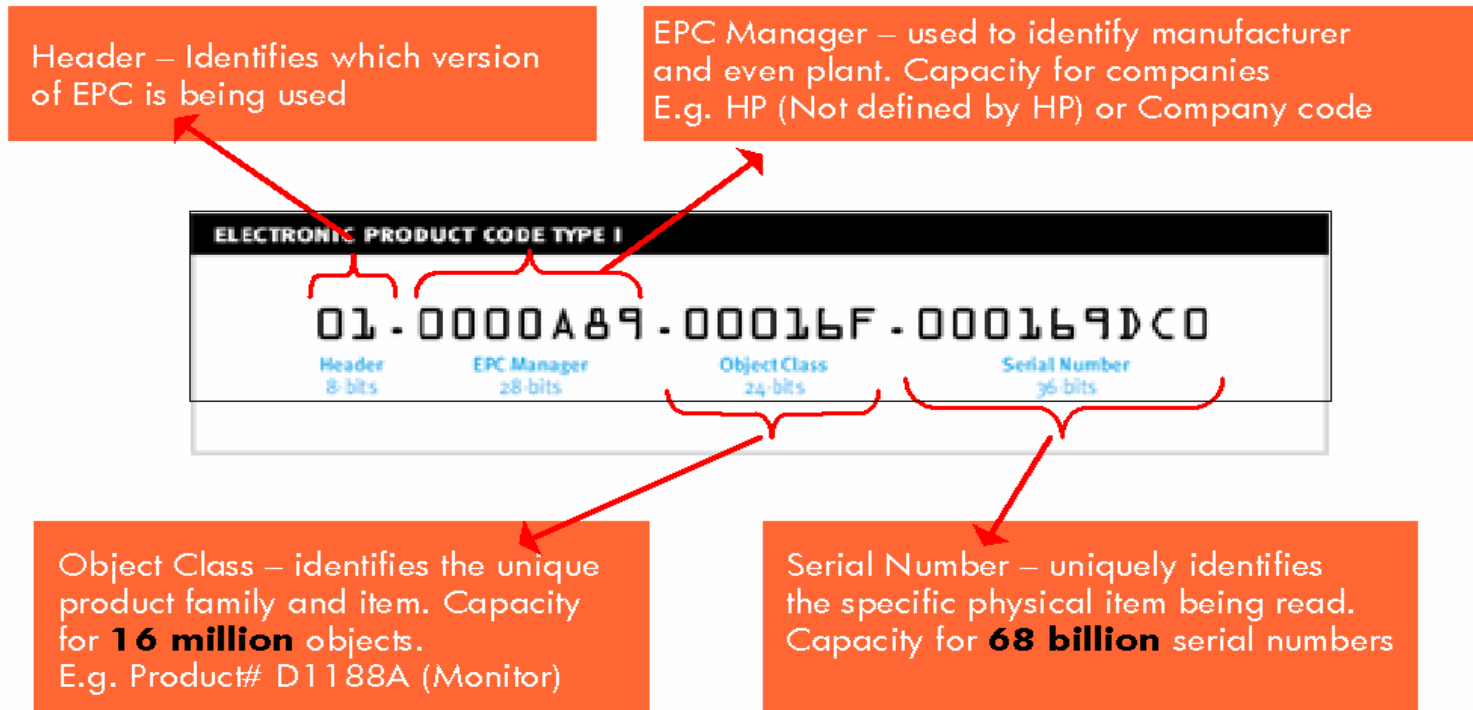 Header – Identifies which version
of EPC is being used
EPC Manager – used to identify manufacturer
and even plant. Capacity for companies
E.g. HP (Not defined by HP) or Company code
ELECTRONIC PRODUCT CODE TYPE I
01.0000A89.00016F.000169DC0
Header EPC Manager Object Class Serial Number
8-bits 28-bits 24-bits 36-bits
Object Class – identifies the unique
product family and item. Capacity
for 16 million objects.
E.g. Product# D1188A (Monitor)
Serial Number – uniquely identifies
the specific physical item being read.
Capacity for 68 billion serial numbers